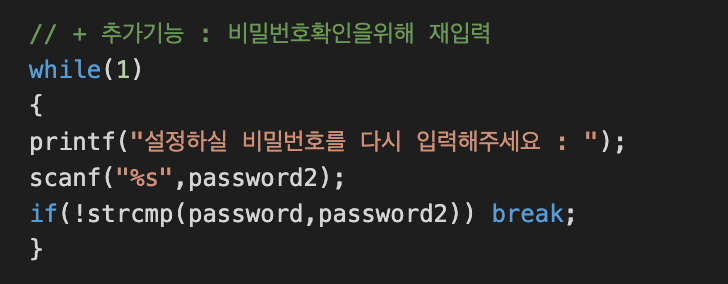 // + 추가기능 : 비밀번호확인을위해 재입력
while(1)
{
printf("설정하실 비밀번호를 다시 입력해주세요 : ");
scanf("%s",password2);
if(!strcmp(password,password2)) break;
}